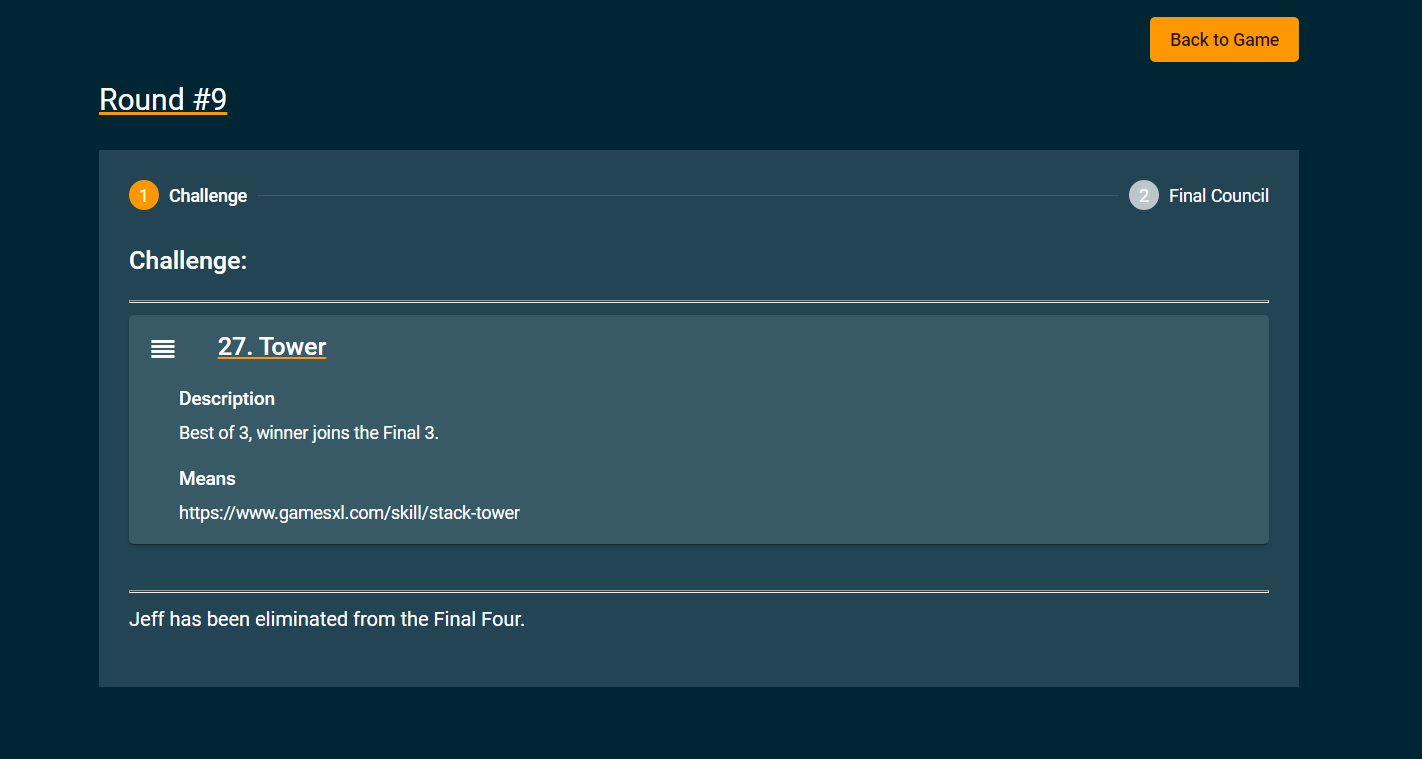 Back to Game
Round #9
1 Challenge
2 Final Council
Challenge:
27. Tower
Description
Best of 3, winner joins the Final 3.
Means
https://www.gamesxl.com/skill/stack-tower
Jeff has been eliminated from the Final Four.